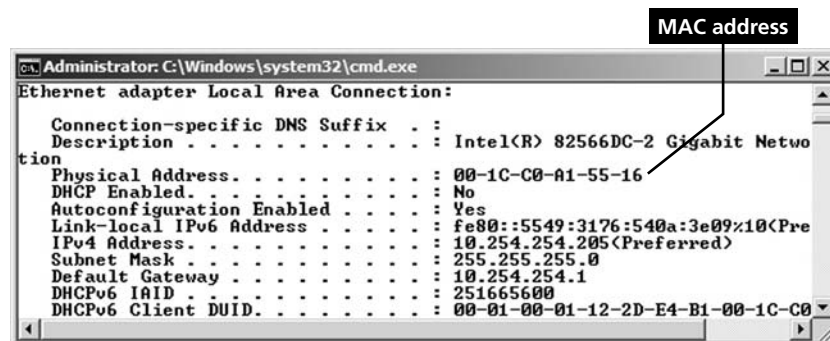 MAC address
Administrator: C:\Windows\system32\cmd.exe
Ethernet adapter Local Area Connection:
Connection-specific DNS Suffix . :
Description . . . . . . . . . . . : Intel(R) 82566DC-2 Gigabit Netwo
tion
Physical Address. . . . . . . . . : 00-1C-C0-A1-55-16
DHCP Enabled. . . . . . . . . . . : No
Autoconfiguration Enabled . . . . : Yes
Link-local IPv6 Address . . . . . : fe80::5549:3176:540a:3e09%10(Pre
IPv4 Address. . . . . . . . . . . : 10.254.254.205(Preferred)
Subnet Mask . . . . . . . . . . . : 255.255.255.0
Default Gateway . . . . . . . . . : 10.254.254.1
DHCPv6 IAID . . . . . . . . . . . : 251665600
DHCPv6 Client DUID. . . . . . . . : 00-01-00-01-12-2D-E4-B1-00-1C-C0